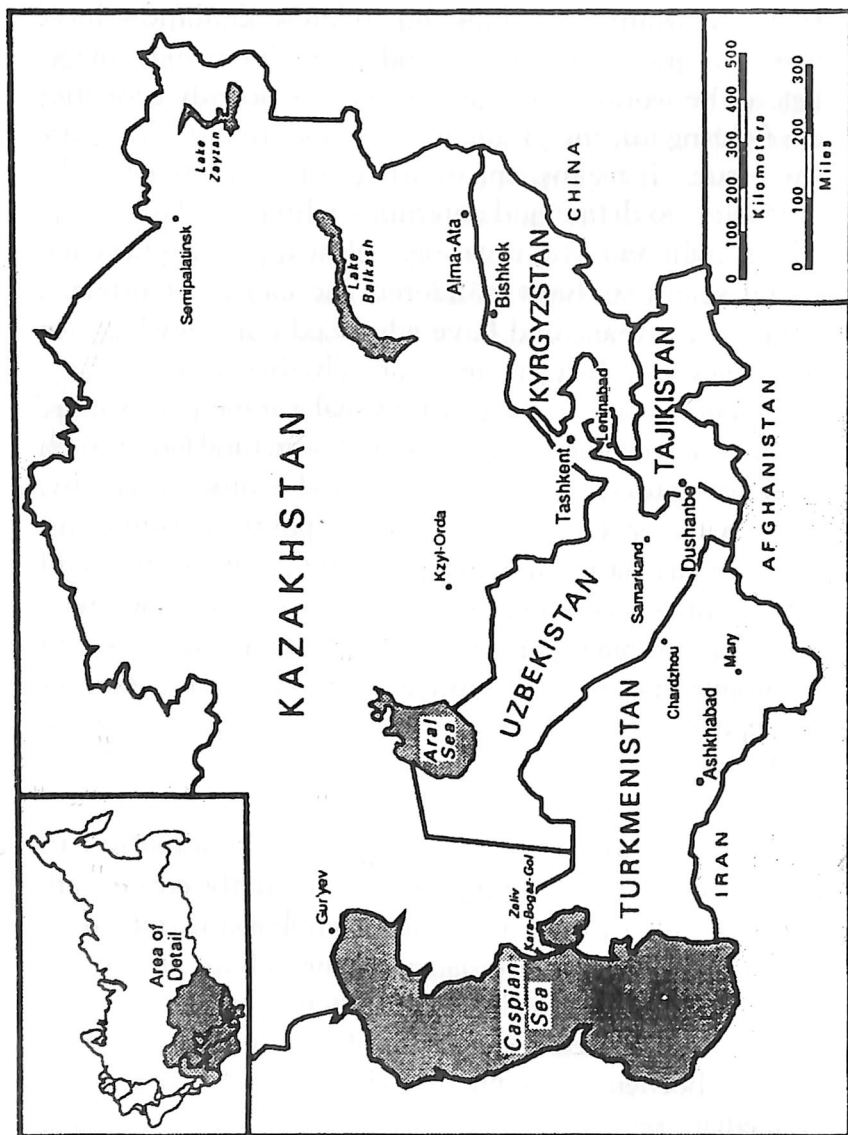 Area of
Detail
Lake
Zayzan
Semipalatinsk
Lake
Balkash
KAZAKHSTAN
Gur'yev
Alma-Ata
Bishkek
CHINA
Kzyl-Orda
KYRGYZSTAN
Aral
Sea
Caspian
Sea
Zaliv
Kara-Bogaz-Gol
Tashkent
Leninabad
UZBEKISTAN
TAJIKISTAN
Samarkand
Dushanbe
TURKMENISTAN
Chardzhou
Mary
Ashkhabad
AFGHANISTAN
IRAN
0 100 200 300 400 500
Kilometers
0 100 200 300
Miles